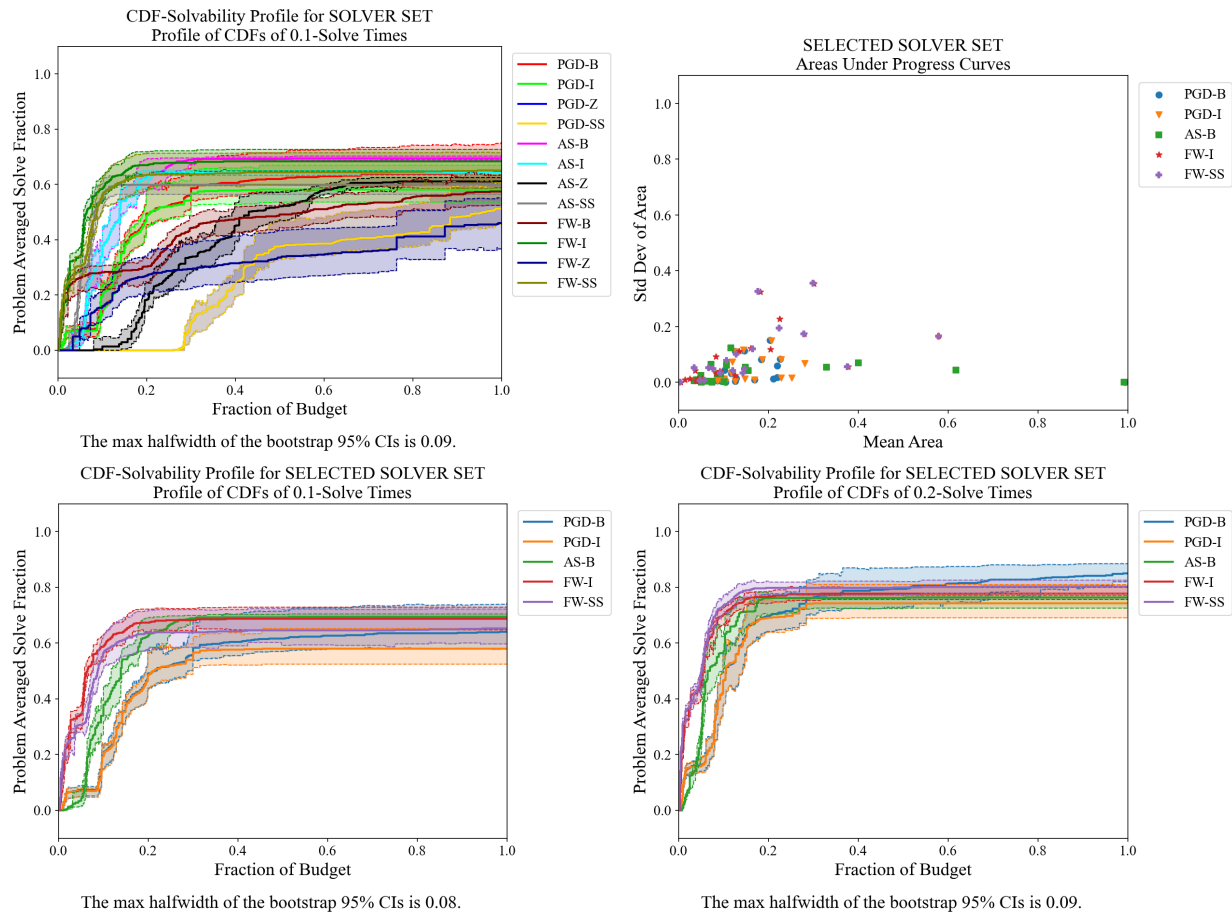 CDF-Solvability Profile for SOLVER SET
Profile of CDFs of 0.1-Solve Times
Problem Averaged Solve Fraction
1.0
0.8
0.6
0.4
0.2
0.0
0.0 0.2 0.4 0.6 0.8 1.0
Fraction of Budget
PGD-B
PGD-I
PGD-Z
PGD-SS
AS-B
AS-I
AS-Z
AS-SS
FW-B
FW-I
FW-Z
FW-SS
The max halfwidth of the bootstrap 95% CIs is 0.09.
SELECTED SOLVER SET
Areas Under Progress Curves
Std Dev of Area
1.0
0.8
0.6
0.4
0.2
0.0
0.0 0.2 0.4 0.6 0.8 1.0
Mean Area
PGD-B
PGD-I
AS-B
FW-I
FW-SS
CDF-Solvability Profile for SELECTED SOLVER SET
Profile of CDFs of 0.1-Solve Times
Problem Averaged Solve Fraction
1.0
0.8
0.6
0.4
0.2
0.0
0.0 0.2 0.4 0.6 0.8 1.0
Fraction of Budget
PGD-B
PGD-I
AS-B
FW-I
FW-SS
The max halfwidth of the bootstrap 95% CIs is 0.08.
CDF-Solvability Profile for SELECTED SOLVER SET
Profile of CDFs of 0.2-Solve Times
Problem Averaged Solve Fraction
1.0
0.8
0.6
0.4
0.2
0.0
0.0 0.2 0.4 0.6 0.8 1.0
Fraction of Budget
PGD-B
PGD-I
AS-B
FW-I
FW-SS
The max halfwidth of the bootstrap 95% CIs is 0.09.